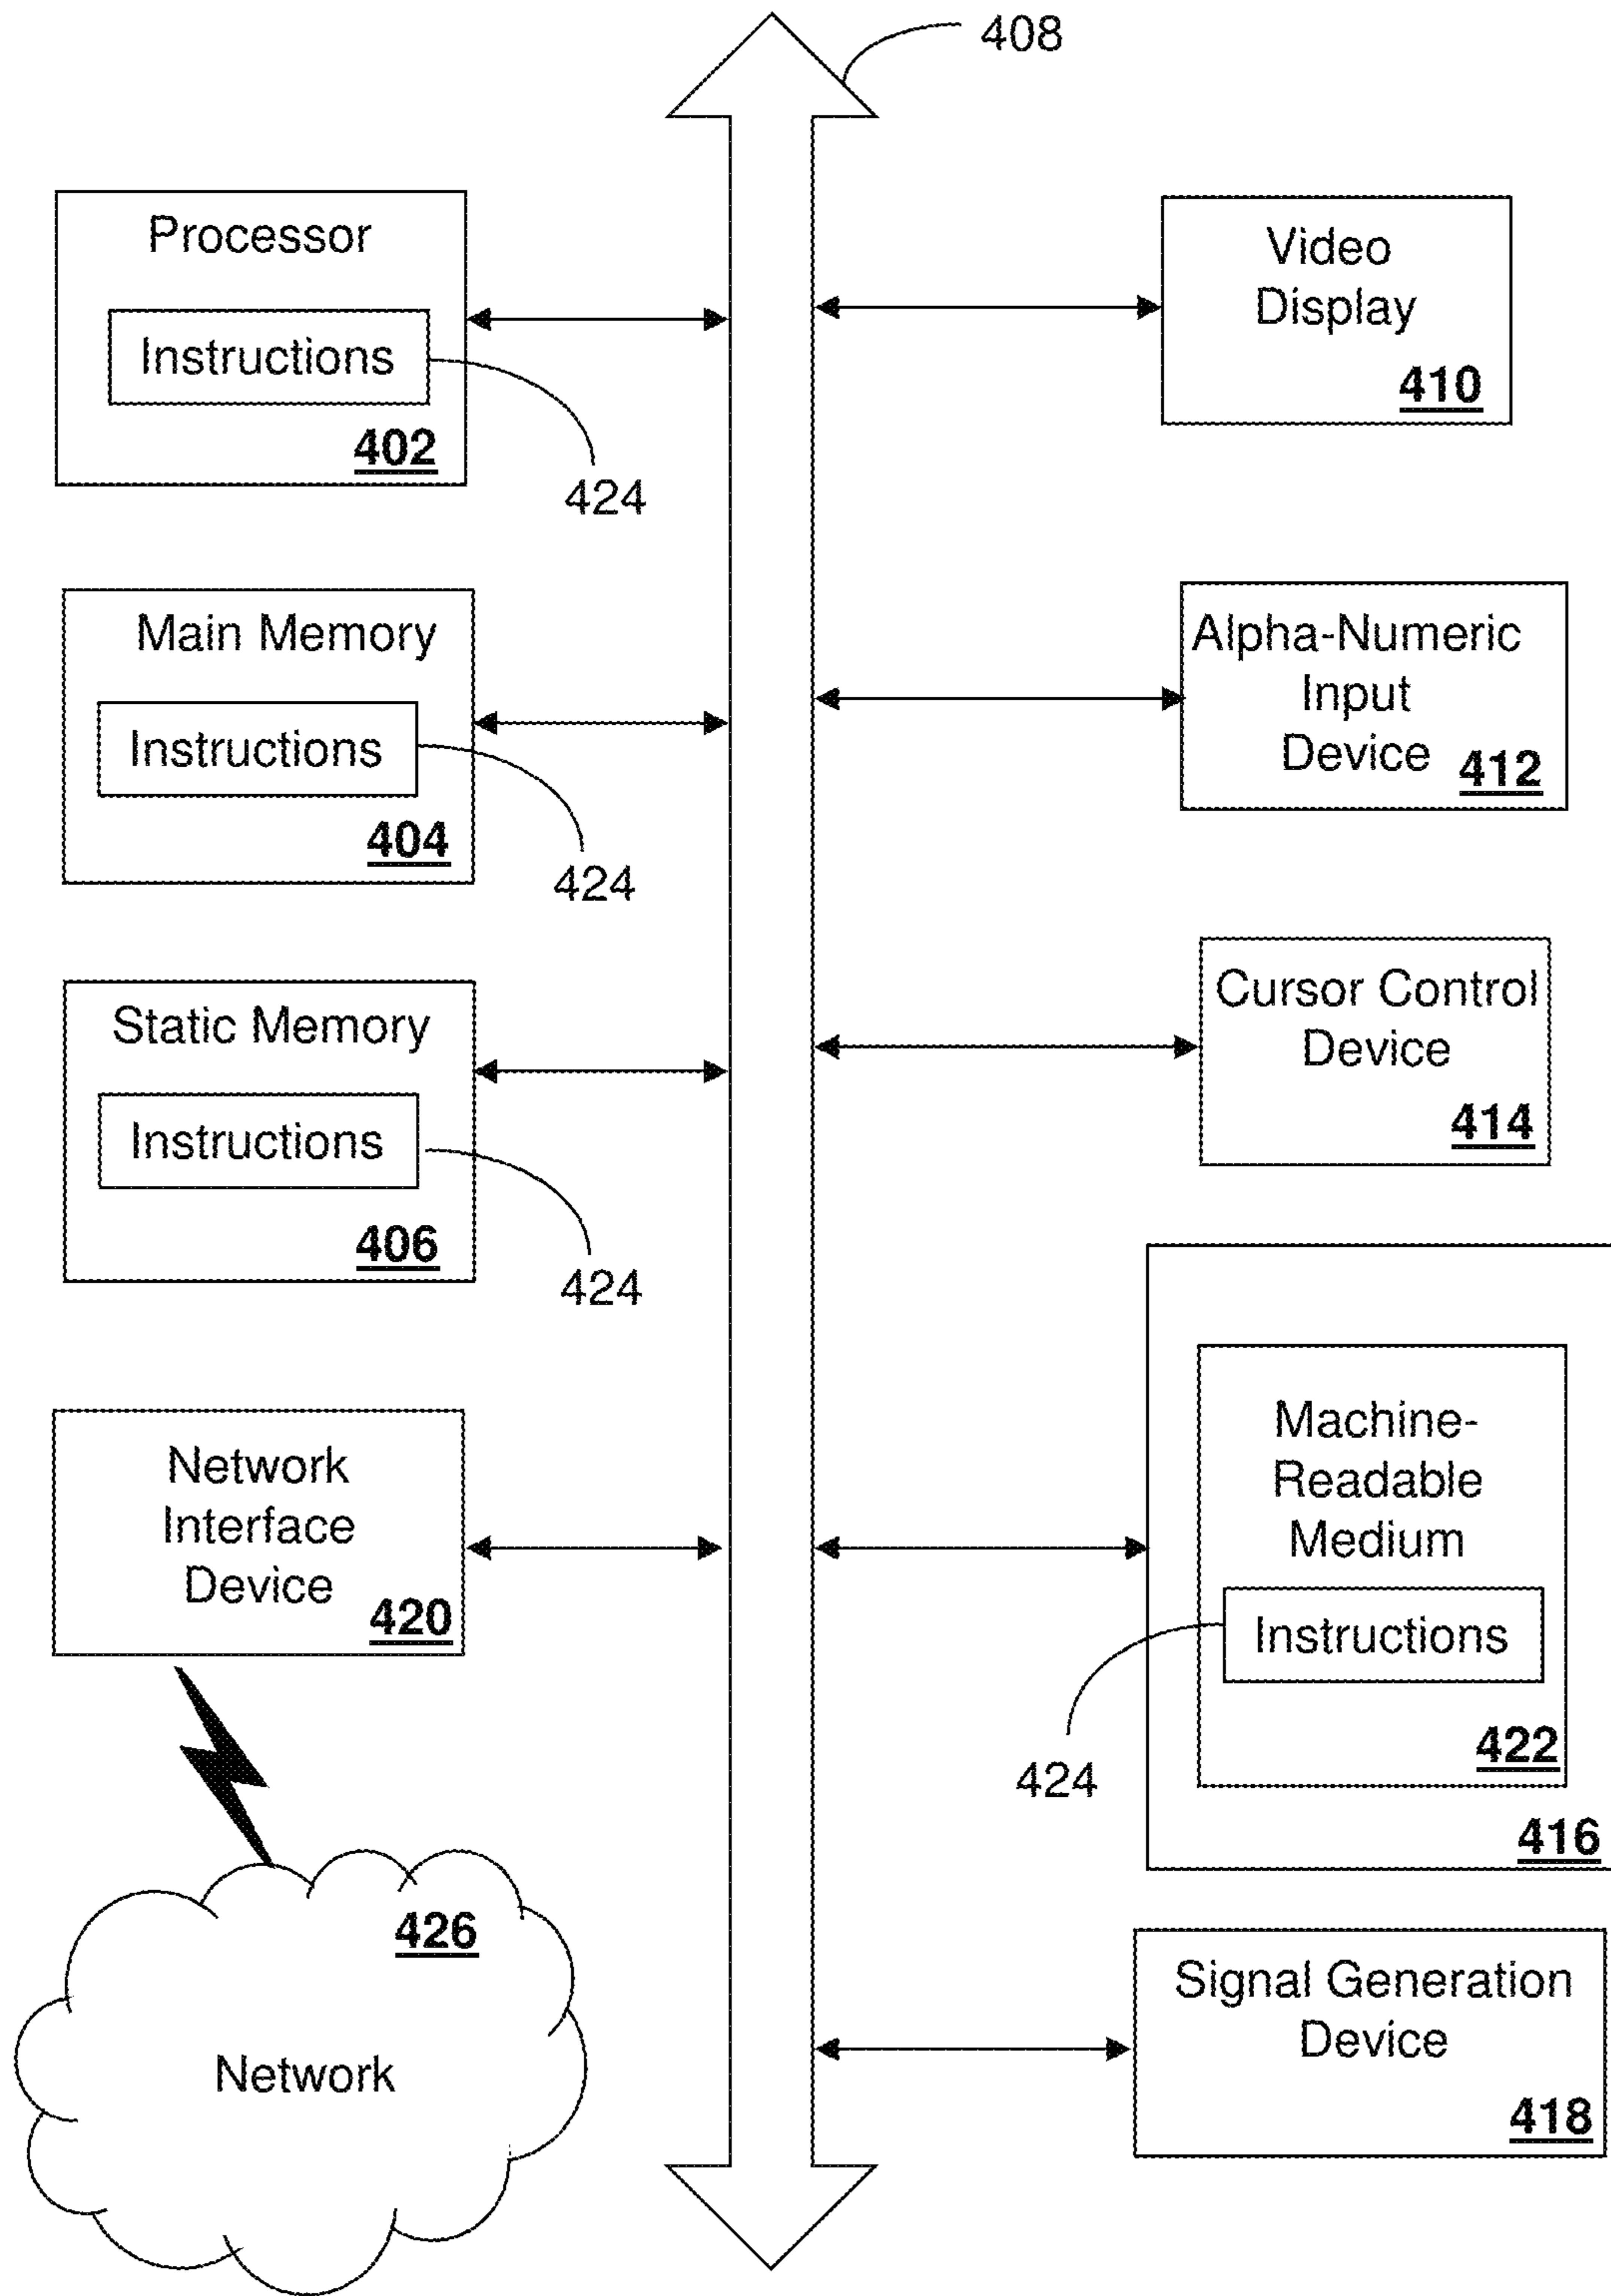 408
Processor
Instructions
402
424
Main Memory
Instructions
404
424
Static Memory
Instructions
406
424
Network
Interface
Device
420
426
Network
Video
Display
410
Alpha-Numeric
Input
Device
412
Cursor Control
Device
414
Machine-
Readable
Medium
Instructions
424
422
416
Signal Generation
Device
418